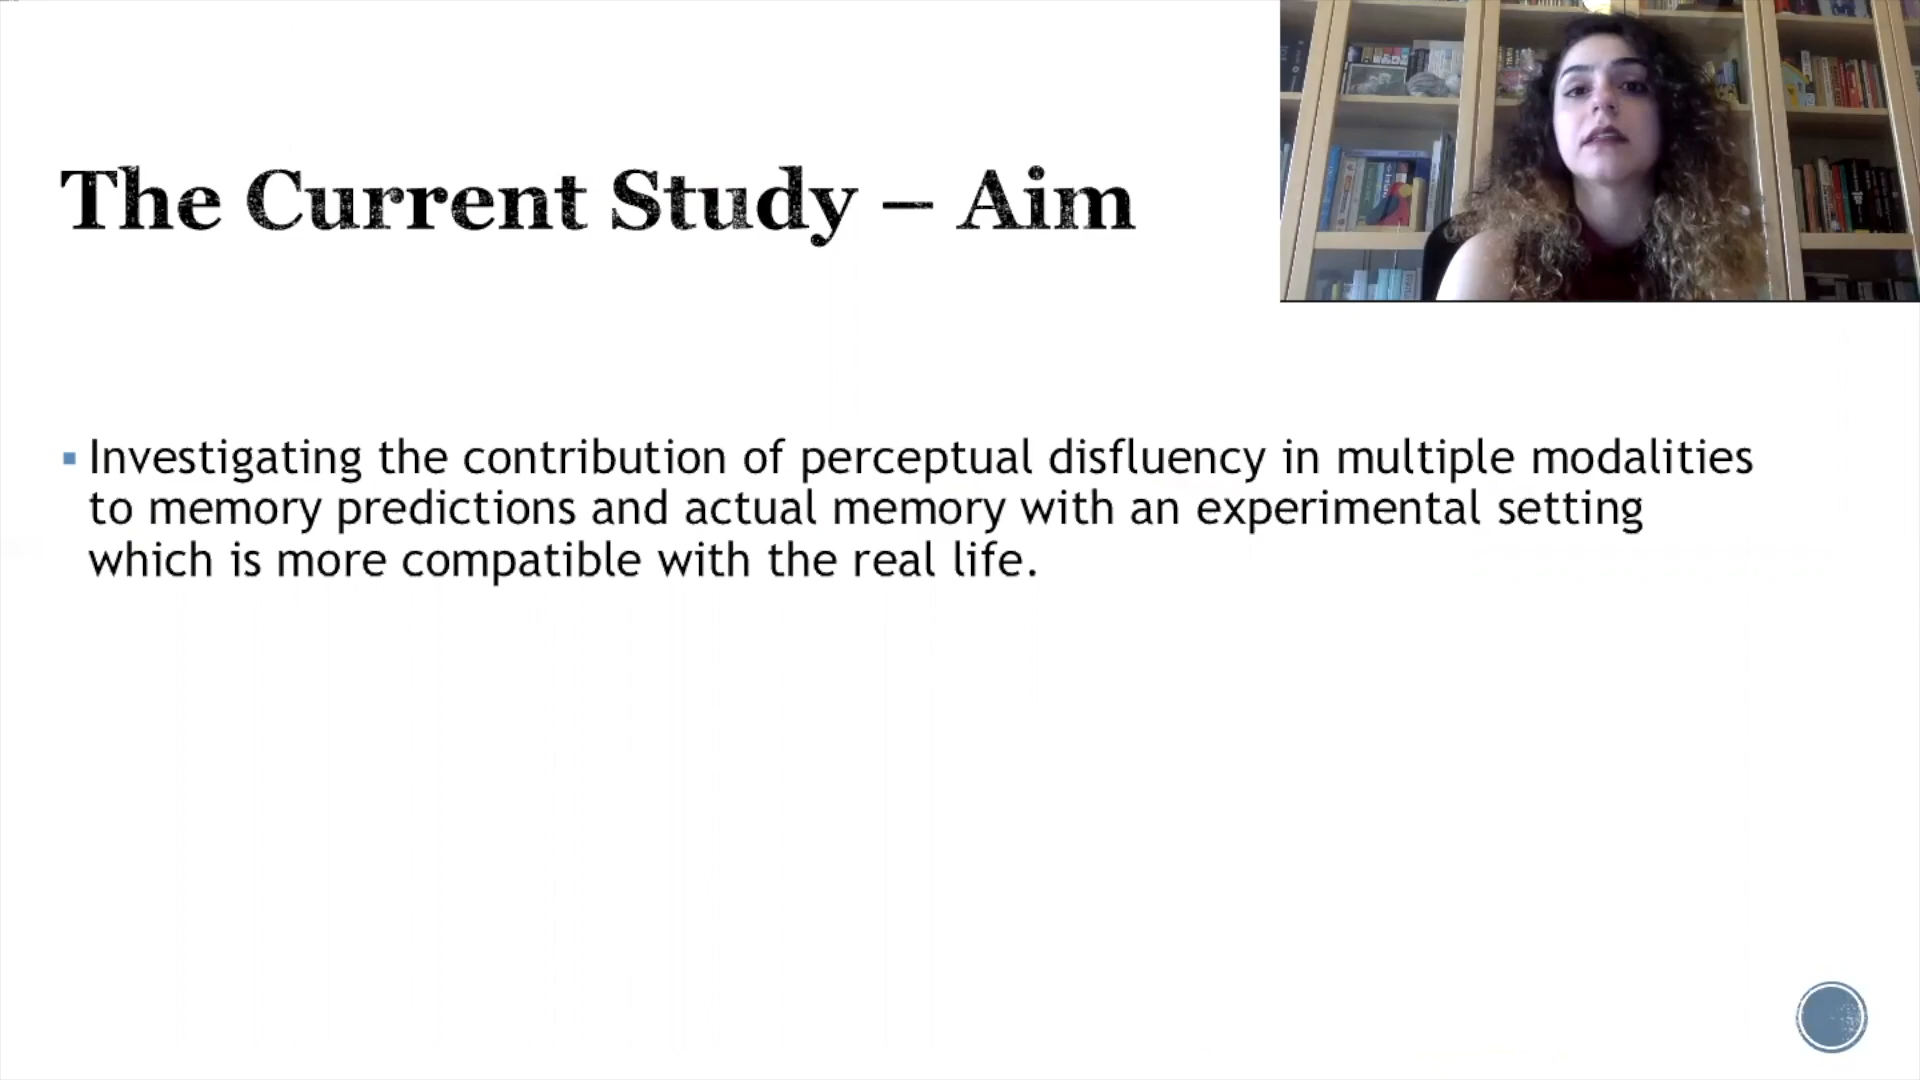 The Current Study – Aim
Investigating the contribution of perceptual disfluency in multiple modalities
to memory predictions and actual memory with an experimental setting
which is more compatible with the real life.